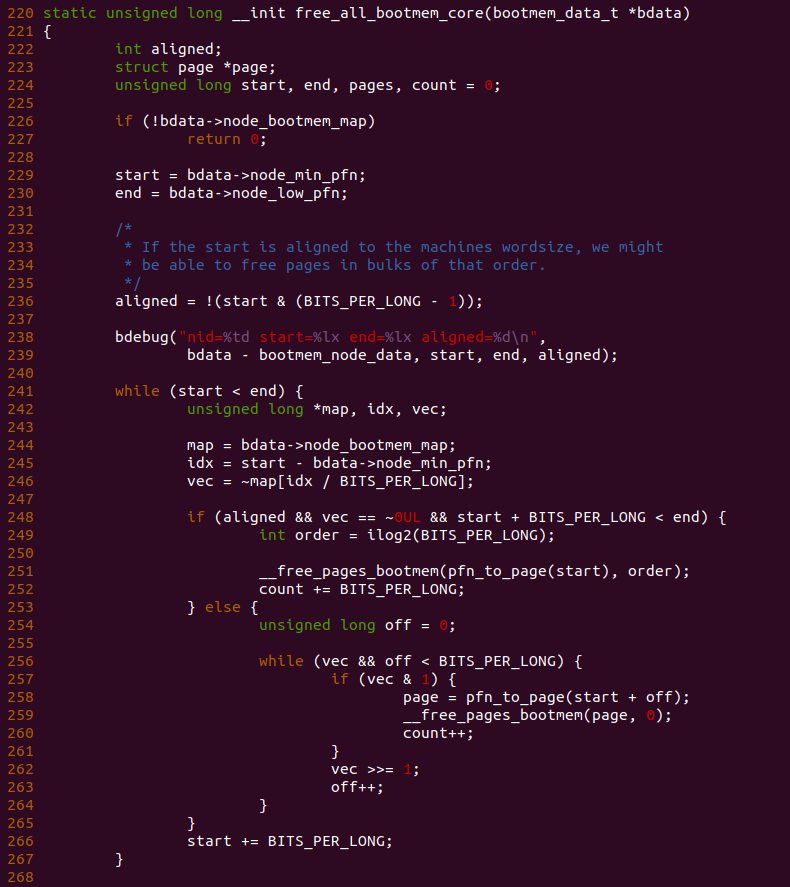 220 static unsigned long __init free_all_bootmem_core(bootmem_data_t *bdata)
221 {
222         int aligned;
223         struct page *page;
224         unsigned long start, end, pages, count = 0;
225
226         if (!bdata->node_bootmem_map)
227                 return 0;
228
229         start = bdata->node_min_pfn;
230         end = bdata->node_low_pfn;
231
232         /*
233          * If the start is aligned to the machines wordsize, we might
234          * be able to free pages in bulks of that order.
235          */
236         aligned = !(start & (BITS_PER_LONG - 1));
237
238         bdebug("nid=%td start=%lx end=%lx aligned=%d\n",
239                 bdata - bootmem_node_data, start, end, aligned);
240
241         while (start < end) {
242                 unsigned long *map, idx, vec;
243
244                 map = bdata->node_bootmem_map;
245                 idx = start - bdata->node_min_pfn;
246                 vec = ~map[idx / BITS_PER_LONG];
247
248                 if (aligned && vec == ~0UL && start + BITS_PER_LONG < end) {
249                         int order = ilog2(BITS_PER_LONG);
250
251                         __free_pages_bootmem(pfn_to_page(start), order);
252                         count += BITS_PER_LONG;
253                 } else {
254                         unsigned long off = 0;
255
256                         while (vec && off < BITS_PER_LONG) {
257                                 if (vec & 1) {
258                                         page = pfn_to_page(start + off);
259                                         __free_pages_bootmem(page, 0);
260                                         count++;
261                                 }
262                                 vec >>= 1;
263                                 off++;
264                         }
265                 }
266                 start += BITS_PER_LONG;
267         }
268